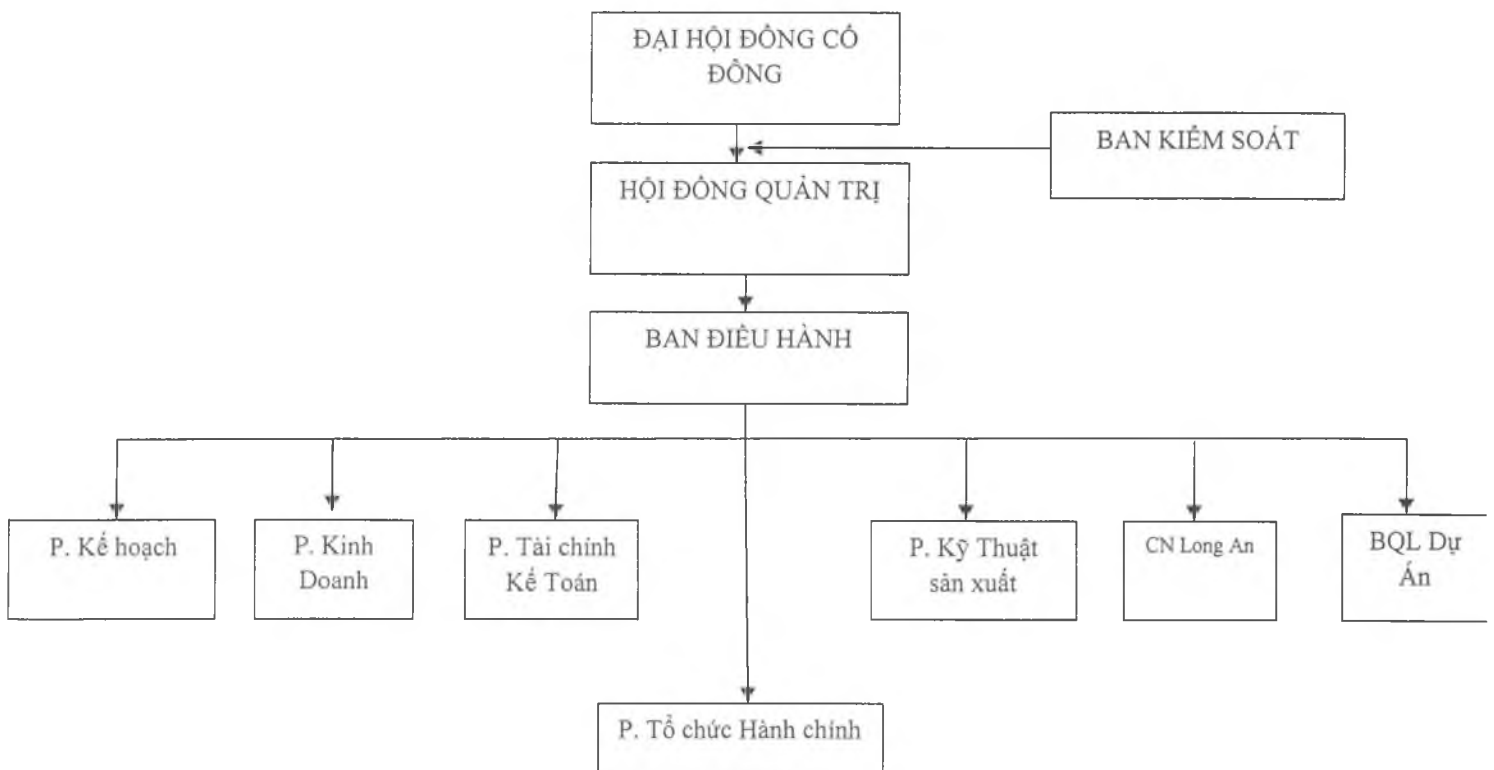 ĐẠI HỘI ĐỒNG CỔ
ĐÔNG
BAN KIỂM SOÁT
HỘI ĐỒNG QUẢN TRỊ
BAN ĐIỀU HÀNH
P. Kế hoạch
P. Kinh
Doanh
P. Tài chính
Kế Toán
P. Kỹ Thuật
sản xuất
CN Long An
BQL Dự
Án
P. Tổ chức Hành chính